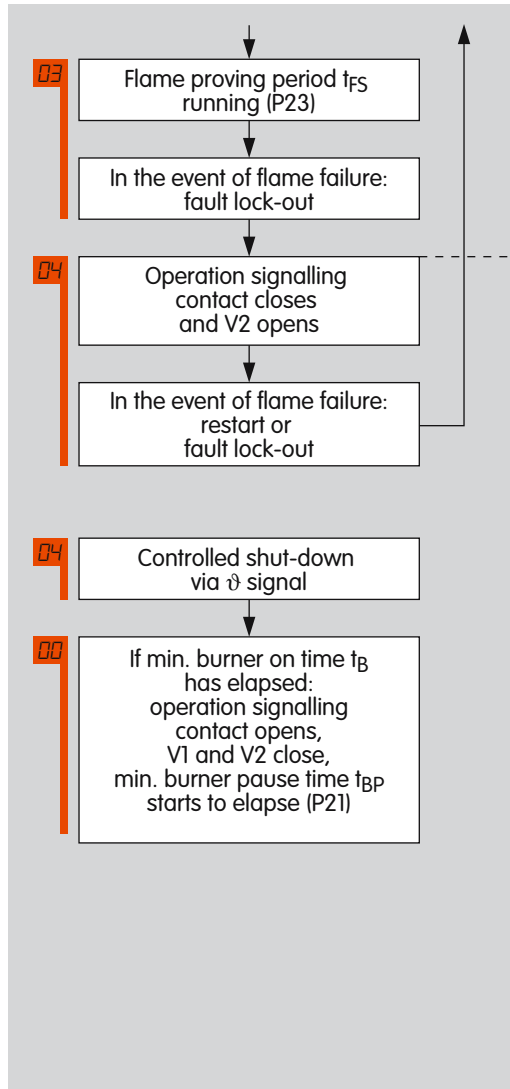 03
Flame proving period tFS
running (P23)
In the event of flame failure:
fault lock-out
04
Operation signalling
contact closes
and V2 opens
In the event of flame failure:
restart or
fault lock-out
04
Controlled shut-down
via ϑ signal
00
If min. burner on time tB
has elapsed:
operation signalling
contact opens,
V1 and V2 close,
min. burner pause time tBP
starts to elapse (P21)